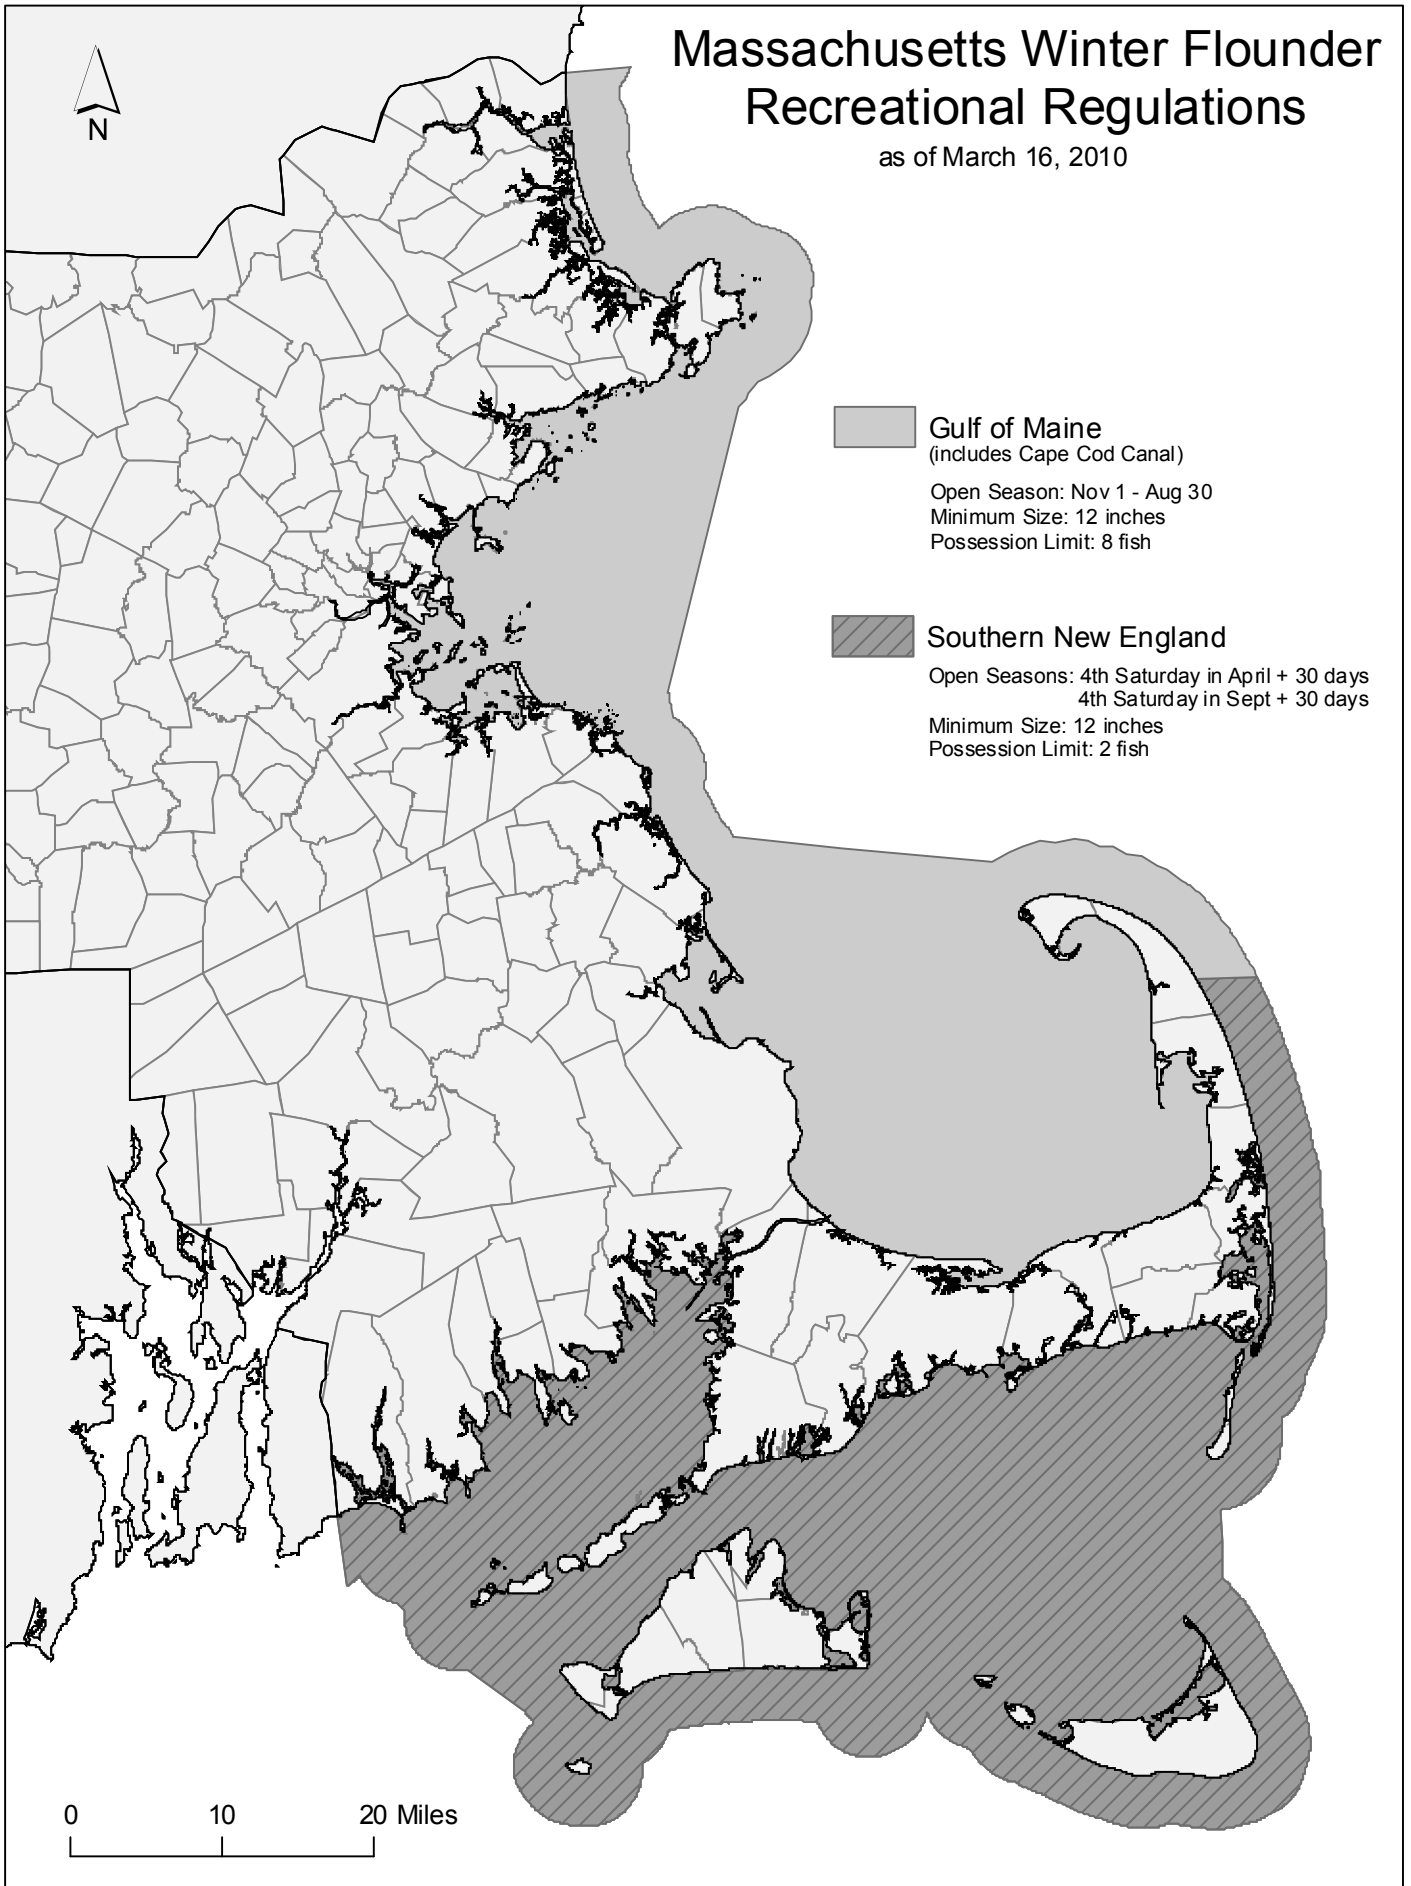 Massachusetts Winter Flounder
Recreational Regulations
as of March 16, 2010
N
Gulf of Maine
(includes Cape Cod Canal)
Open Season: Nov 1 - Aug 30
Minimum Size: 12 inches
Possession Limit: 8 fish
Southern New England
Open Seasons: 4th Saturday in April + 30 days
4th Saturday in Sept + 30 days
Minimum Size: 12 inches
Possession Limit: 2 fish
0 10 20 Miles